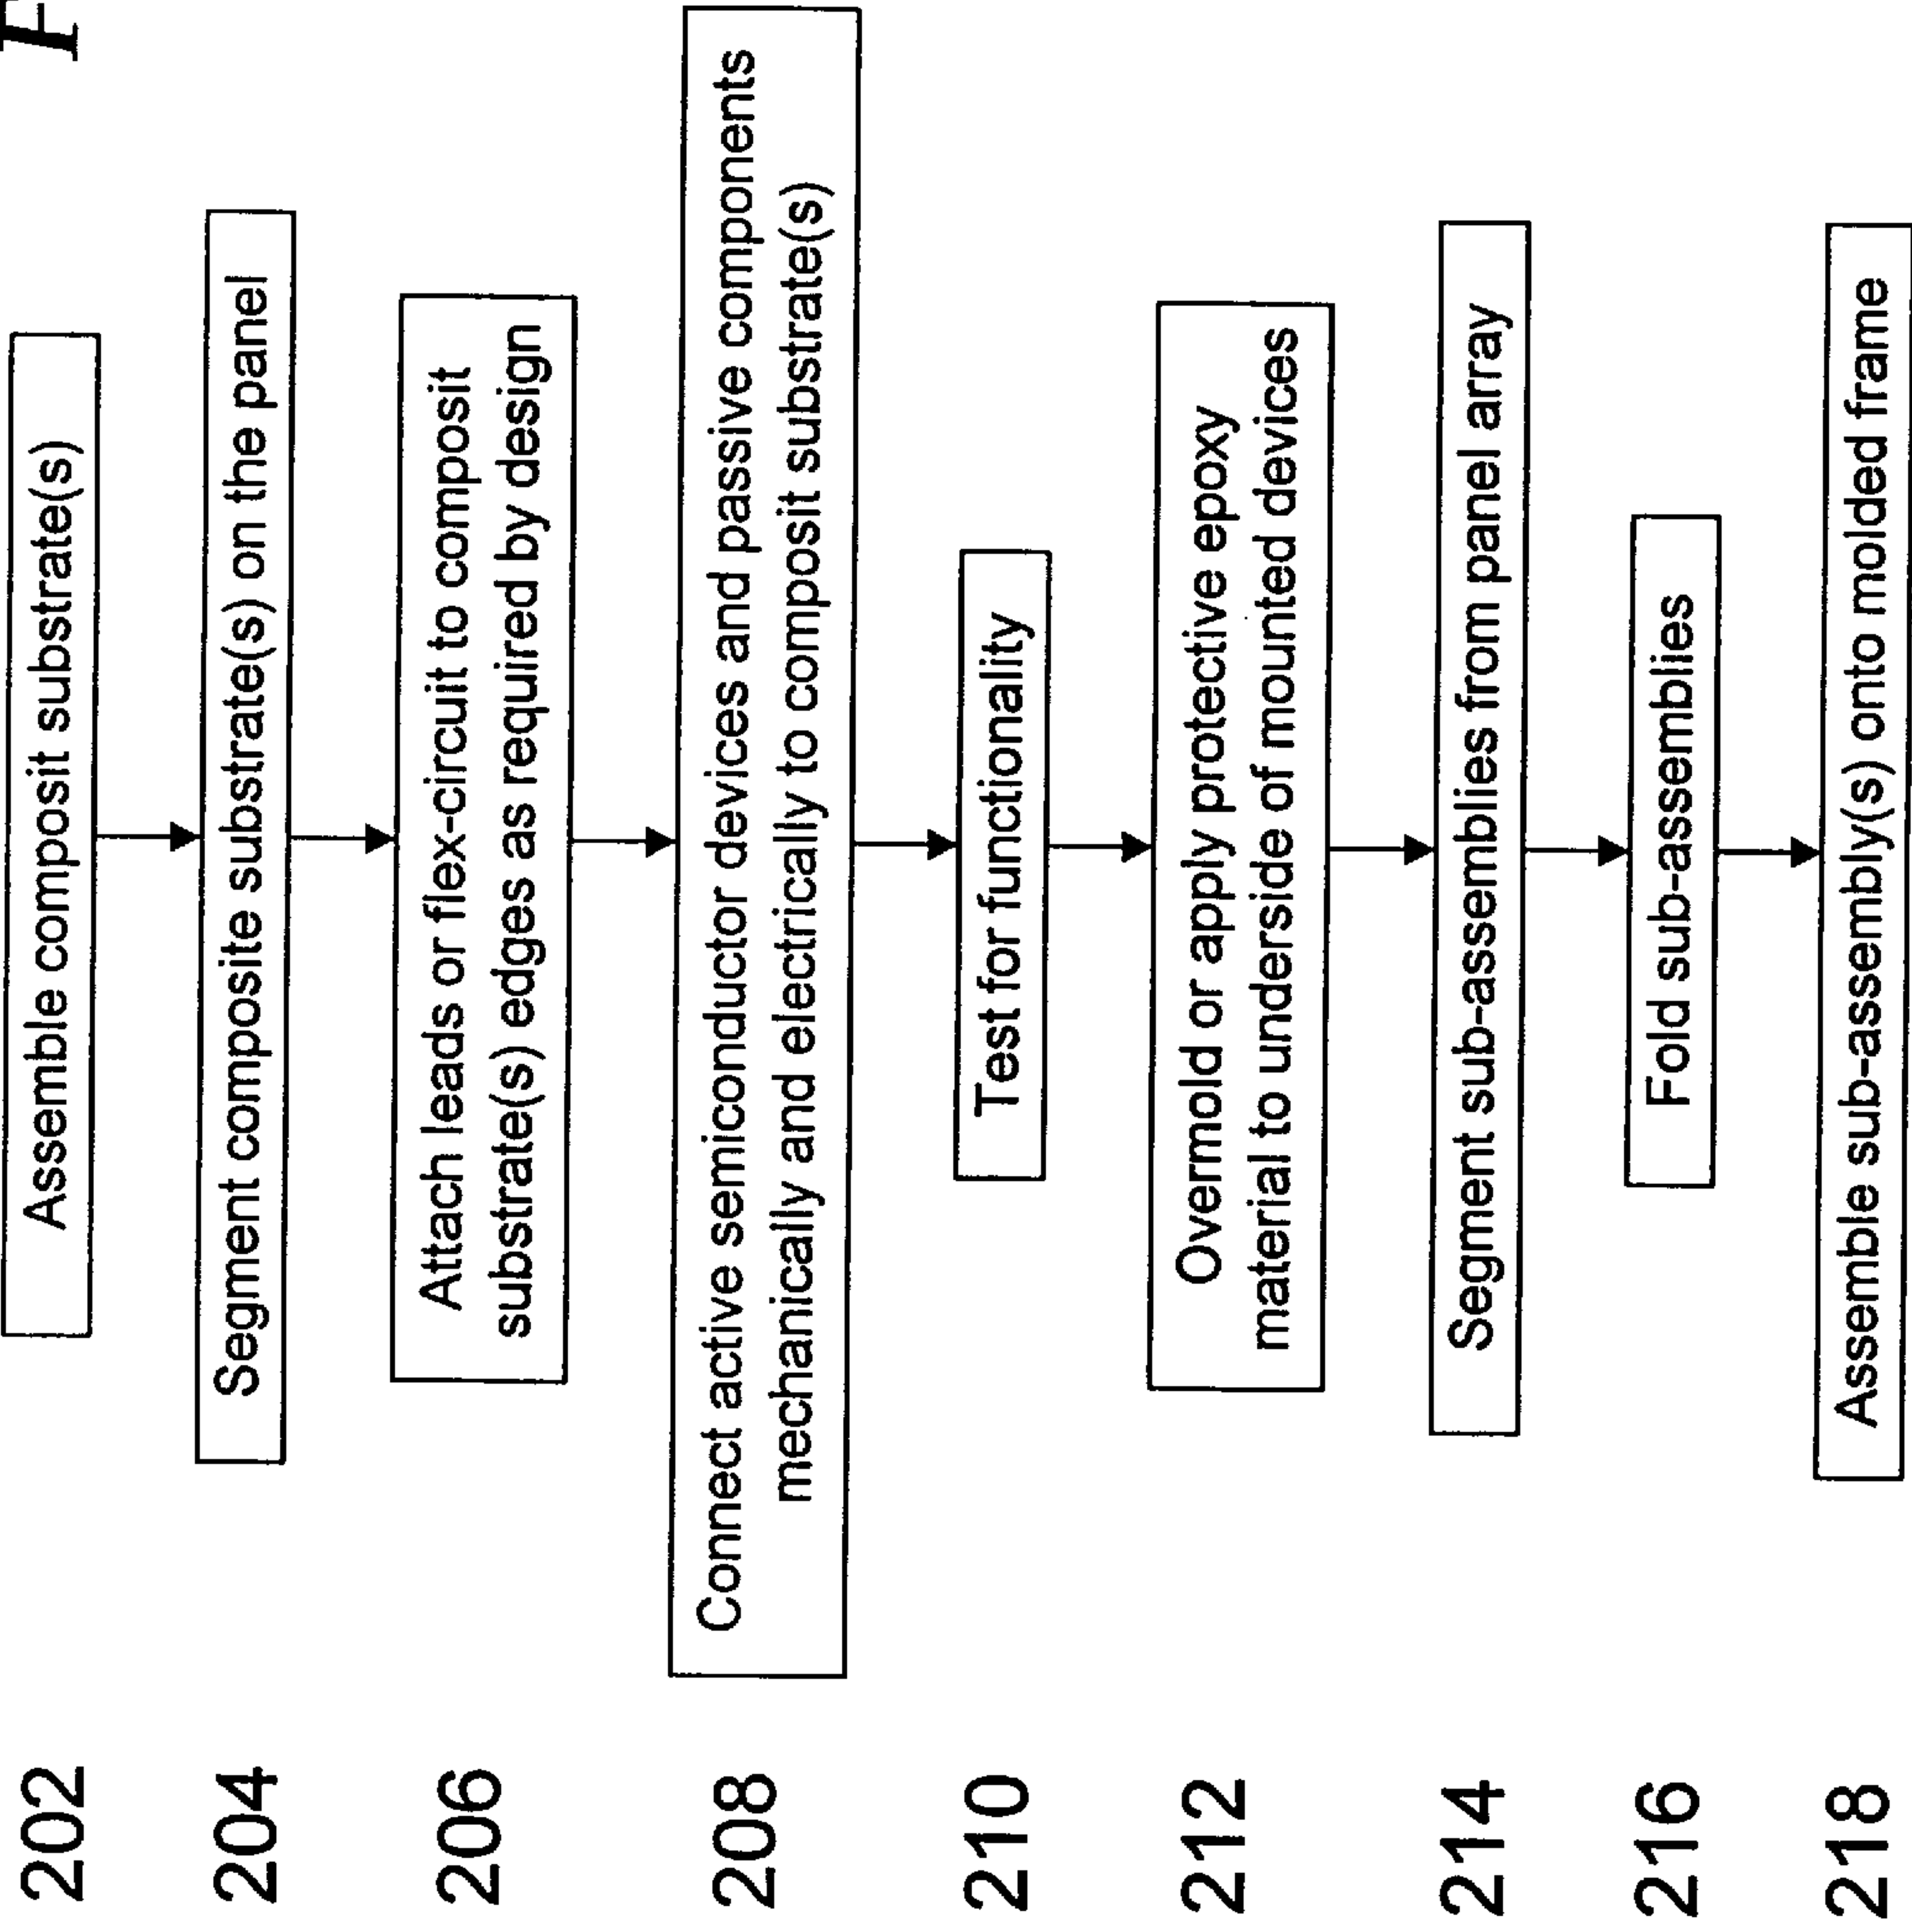 202 Assemble composit substrate(s)
204 Segment composite substrate(s) on the panel
206 Attach leads or flex-circuit to composit
substrate(s) edges as required by design
208 Connect active semiconductor devices and passive components
mechanically and electrically to composit substrate(s)
210 Test for functionality
212 Overmold or apply protective epoxy
material to underside of mounted devices
214 Segment sub-assemblies from panel array
216 Fold sub-assemblies
218 Assemble sub-assembly(s) onto molded frame